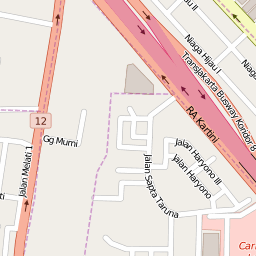 Niaga Hijau II
Niaga Hijau I
Transjakarta Busway Koridor 8
RA Kartini
12
Gg Murni
Jalan Melati 1
Jalan Haryono III
Jalan Haryono
Jalan Sapta Taruna
Car